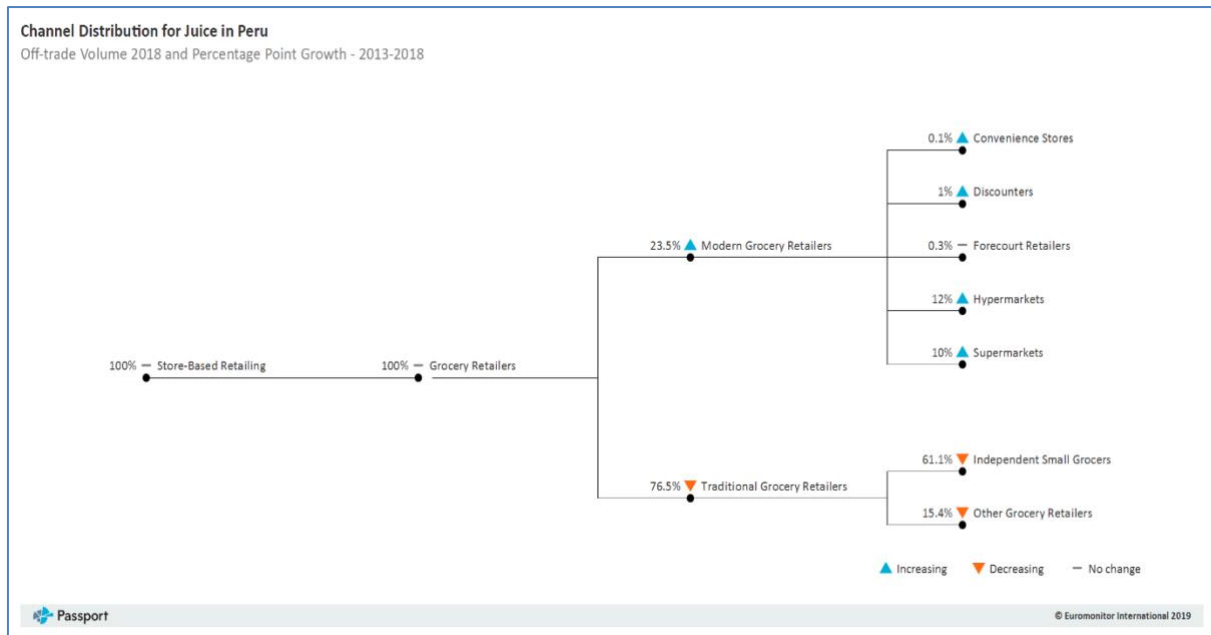 Channel Distribution for Juice in Peru
Off-trade Volume 2018 and Percentage Point Growth - 2013-2018
0.1% ▲ Convenience Stores
1% ▲ Discounters
23.5% ▲ Modern Grocery Retailers
0.3% — Forecourt Retailers
12% ▲ Hypermarkets
10% ▲ Supermarkets
100% — Store-Based Retailing
100% — Grocery Retailers
61.1% ▼ Independent Small Grocers
76.5% ▼ Traditional Grocery Retailers
15.4% ▼ Other Grocery Retailers
▲ Increasing ▼ Decreasing — No change
Passport
© Euromonitor International 2019